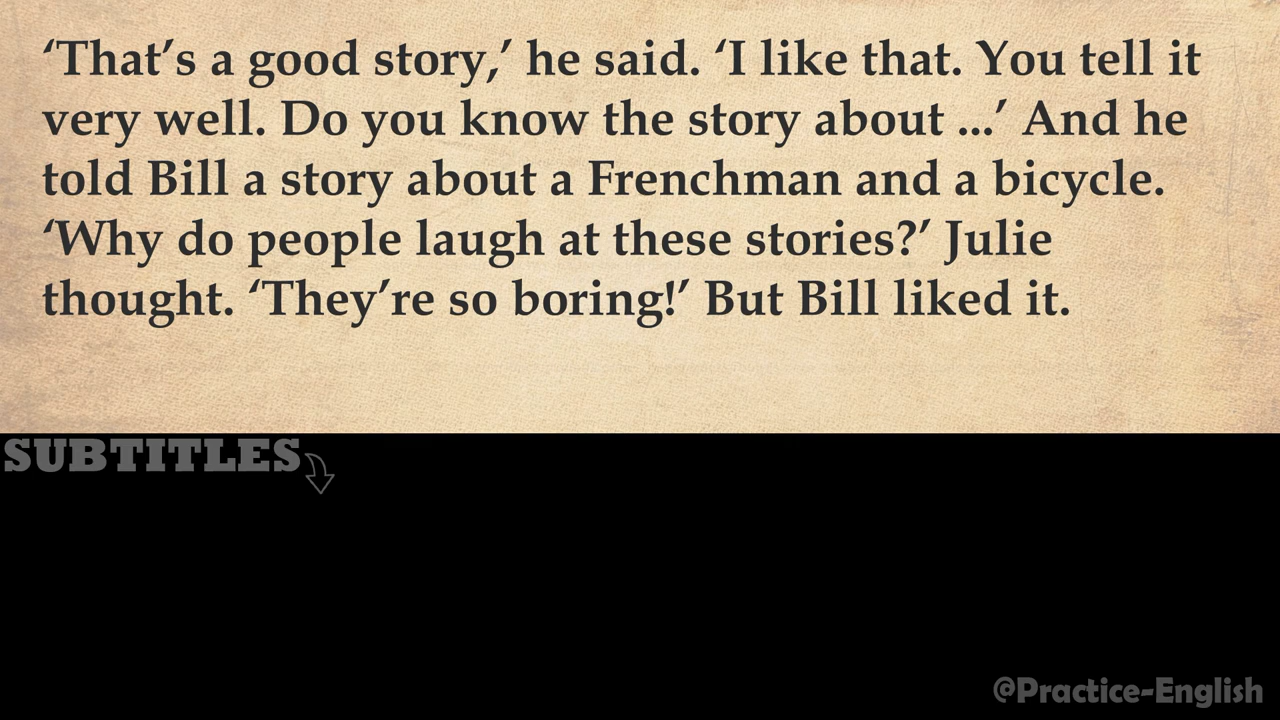 ‘That’s a good story,’ he said. ‘I like that. You tell it
very well. Do you know the story about ...’ And he
told Bill a story about a Frenchman and a bicycle.
‘Why do people laugh at these stories?’ Julie
thought. ‘They’re so boring!’ But Bill liked it.
SUBTITLES
@Practice-English